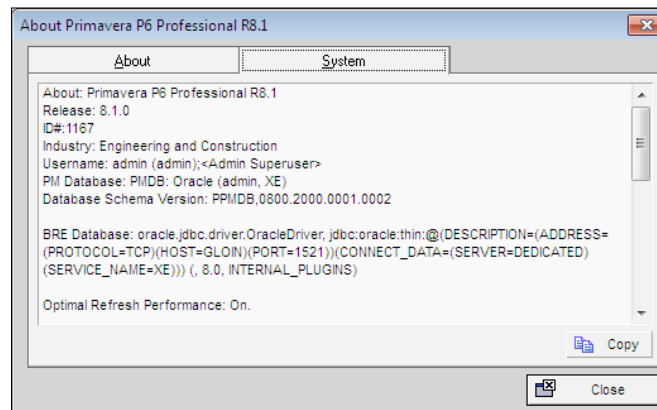 About Primavera P6 Professional R8.1
About
System
About: Primavera P6 Professional R8.1
Release: 8.1.0
ID#:1167
Industry: Engineering and Construction
Username: admin (admin);<Admin Superuser>
PM Database: PMDB: Oracle (admin, XE)
Database Schema Version: PPMDB,0800.2000.0001.0002
BRE Database: oracle.jdbc.driver.OracleDriver, jdbc:oracle:thin:@(DESCRIPTION=(ADDRESS=
(PROTOCOL=TCP)(HOST=GLOIN)(PORT=1521))(CONNECT_DATA=(SERVER=DEDICATED)
(SERVICE_NAME=XE))) (, 8.0, INTERNAL_PLUGINS)
Optimal Refresh Performance: On.
Copy
Close